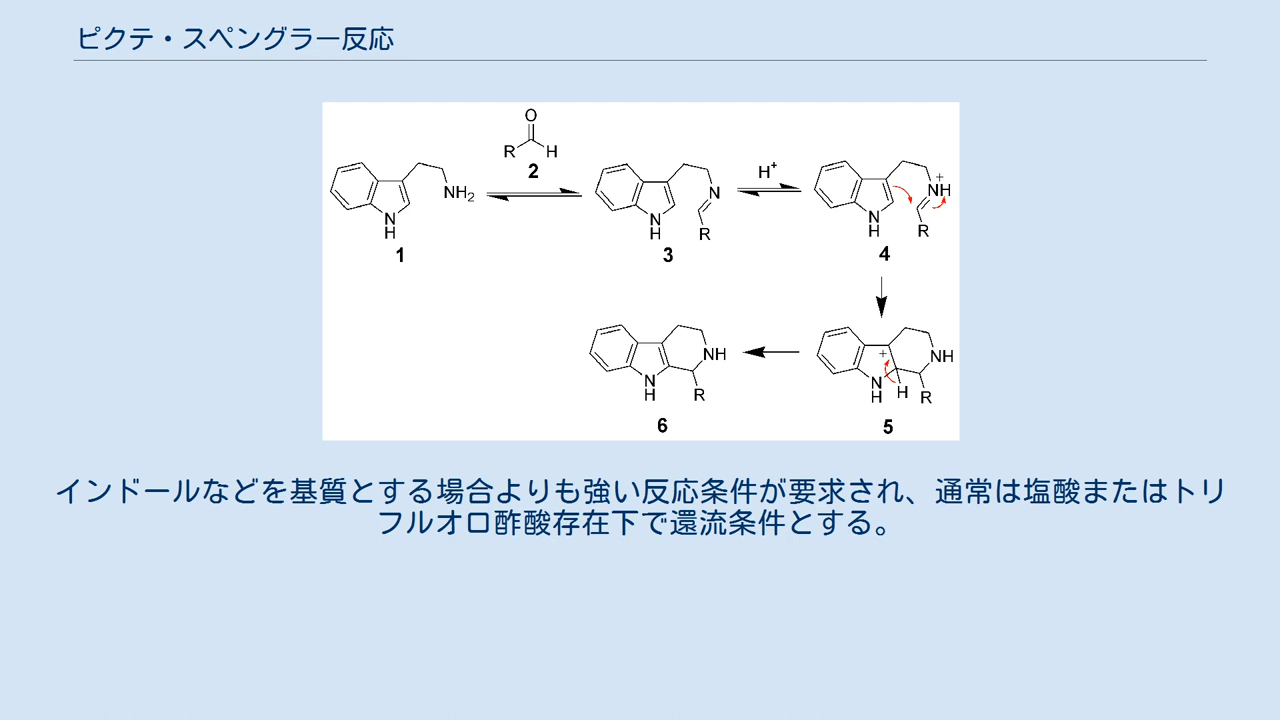 ピクテ・スペングラー反応
O
R H
2
NH2
N
H
1
N
N
H
R
3
H+
+
NH
N
H
R
4
NH
N
H
R
6
+
NH
N
H
H
R
5
インドールなどを基質とする場合よりも強い反応条件が要求され、通常は塩酸またはトリ
フルオロ酢酸存在下で還流条件とする。